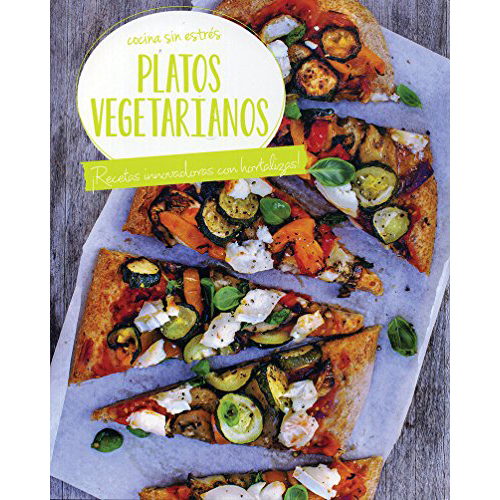 cocina sin estrés
PLATOS
VEGETARIANOS
¡Recetas innovadoras con hortalizas!